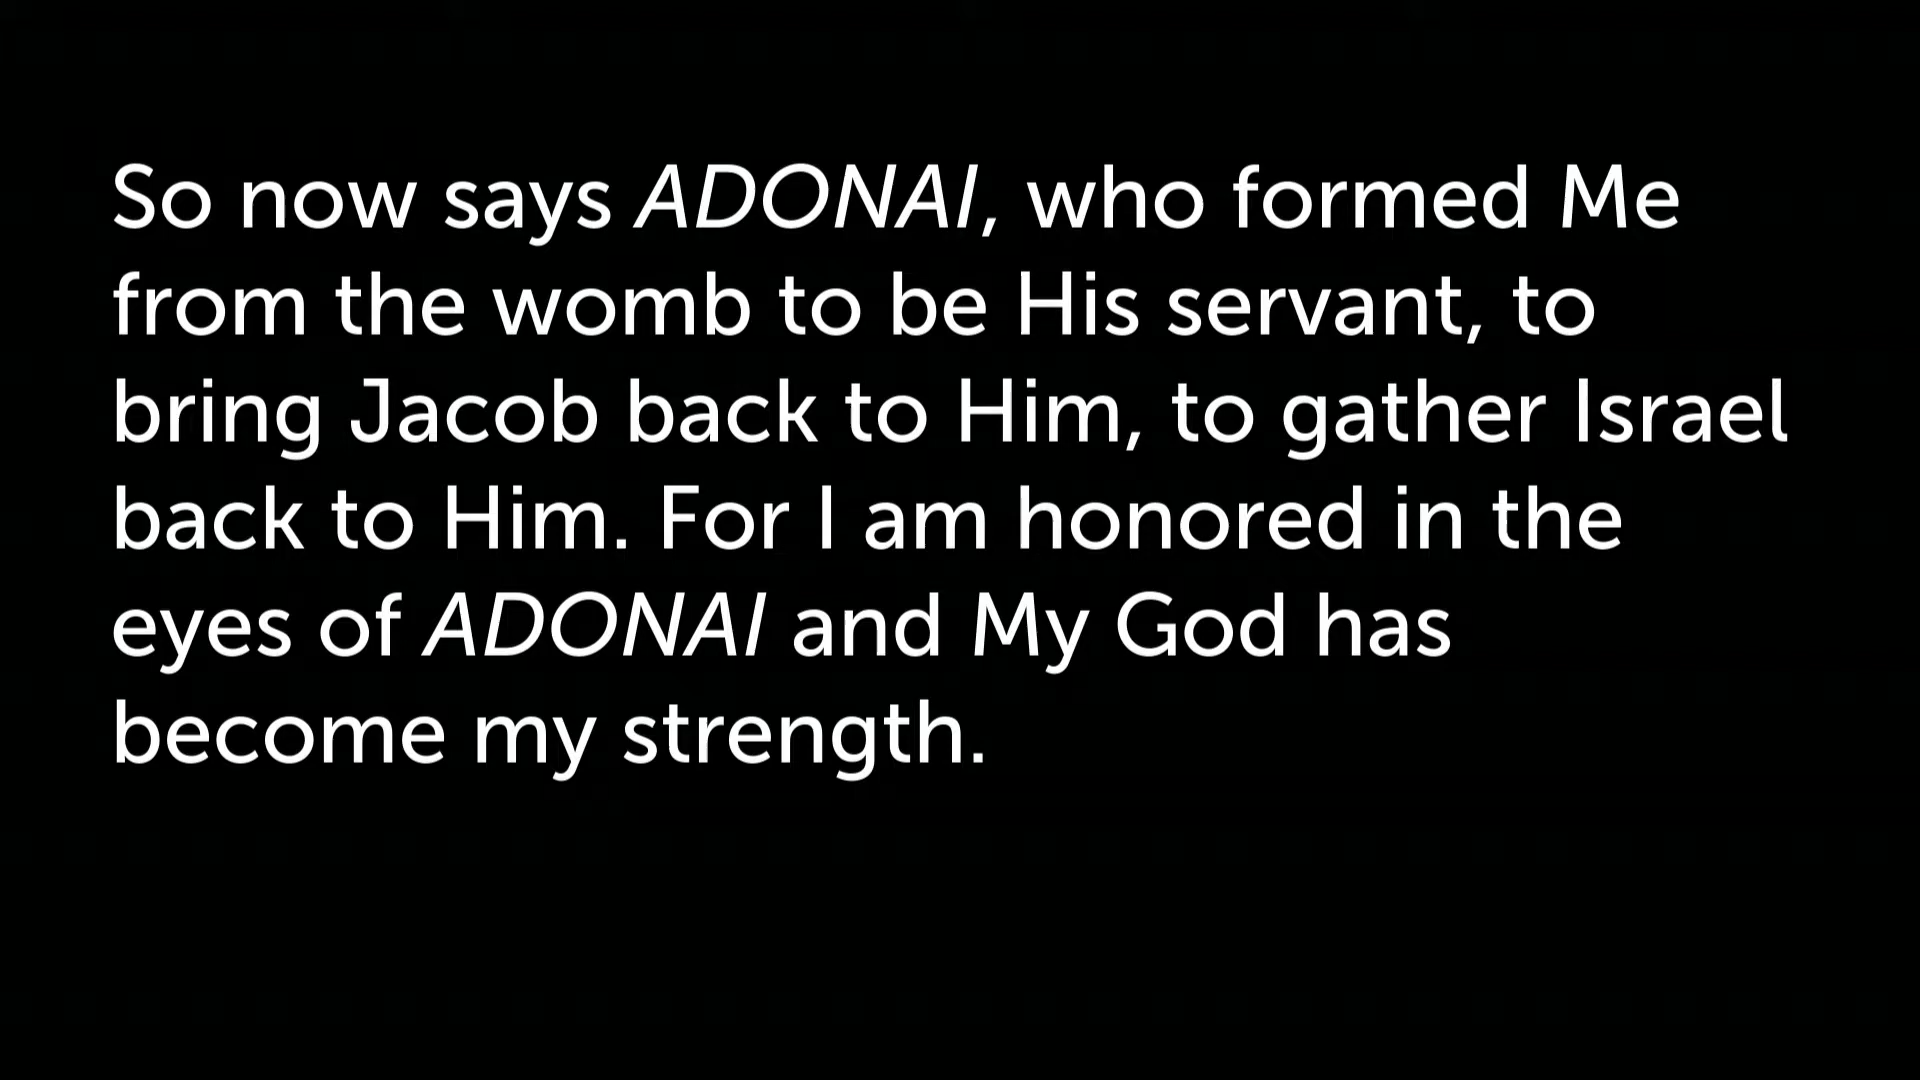 So now says ADONAI, who formed Me
from the womb to be His servant, to
bring Jacob back to Him, to gather Israel
back to Him. For I am honored in the
eyes of ADONAI and My God has
become my strength.